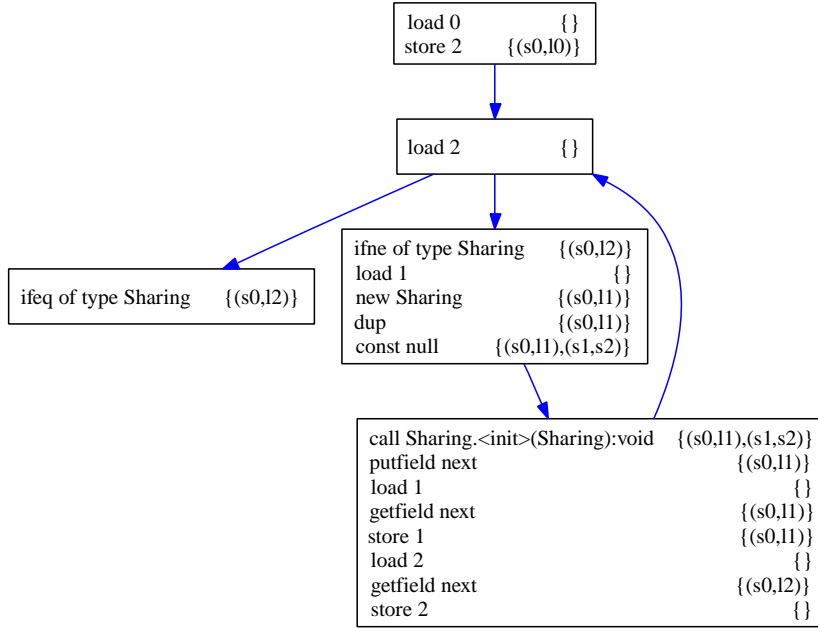 load 0 {}
store 2 {(s0,l0)}
load 2 {}
ifne of type Sharing {(s0,l2)}
load 1 {}
new Sharing {(s0,l1)}
dup {(s0,l1)}
const null {(s0,l1),(s1,s2)}
ifeq of type Sharing {(s0,l2)}
call Sharing.<init>(Sharing):void {(s0,l1),(s1,s2)}
putfield next {(s0,l1)}
load 1 {}
getfield next {(s0,l1)}
store 1 {(s0,l1)}
load 2 {}
getfield next {(s0,l2)}
store 2 {}